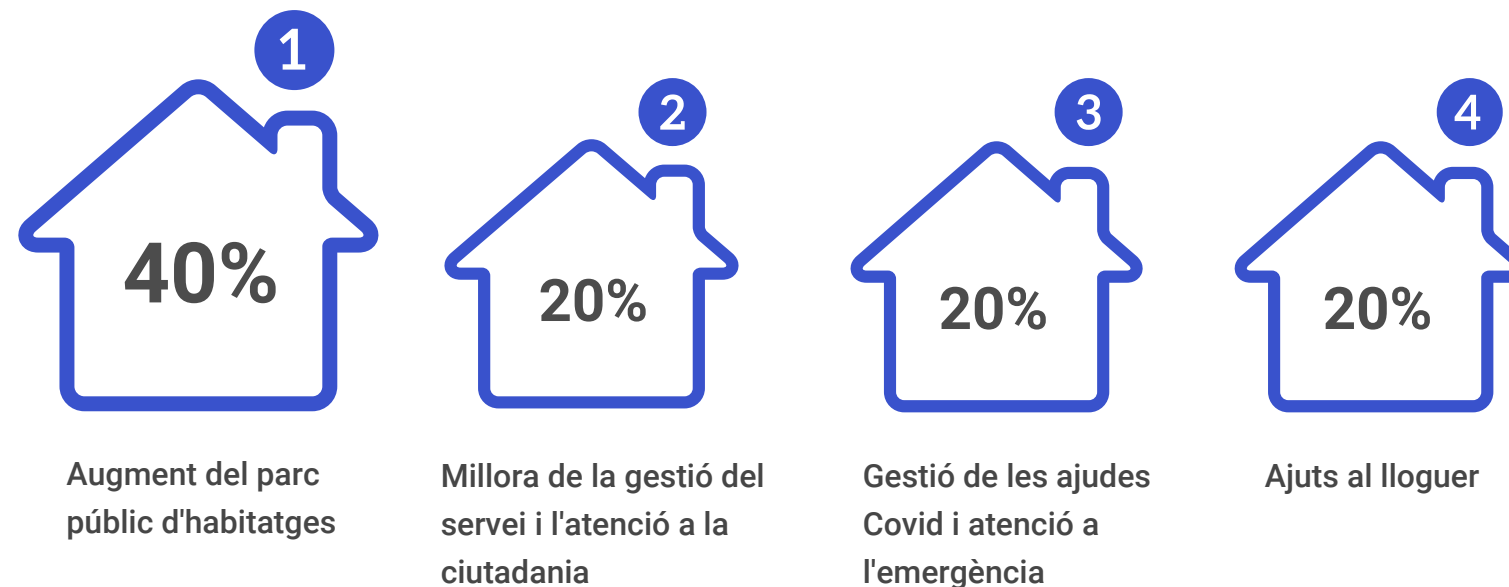 1
40%
Augment del parc
públic d'habitatges
2
20%
Millora de la gestió del
servei i l'atenció a la
ciutadania
3
20%
Gestió de les ajudes
Covid i atenció a
l'emergència
4
20%
Ajuts al lloguer